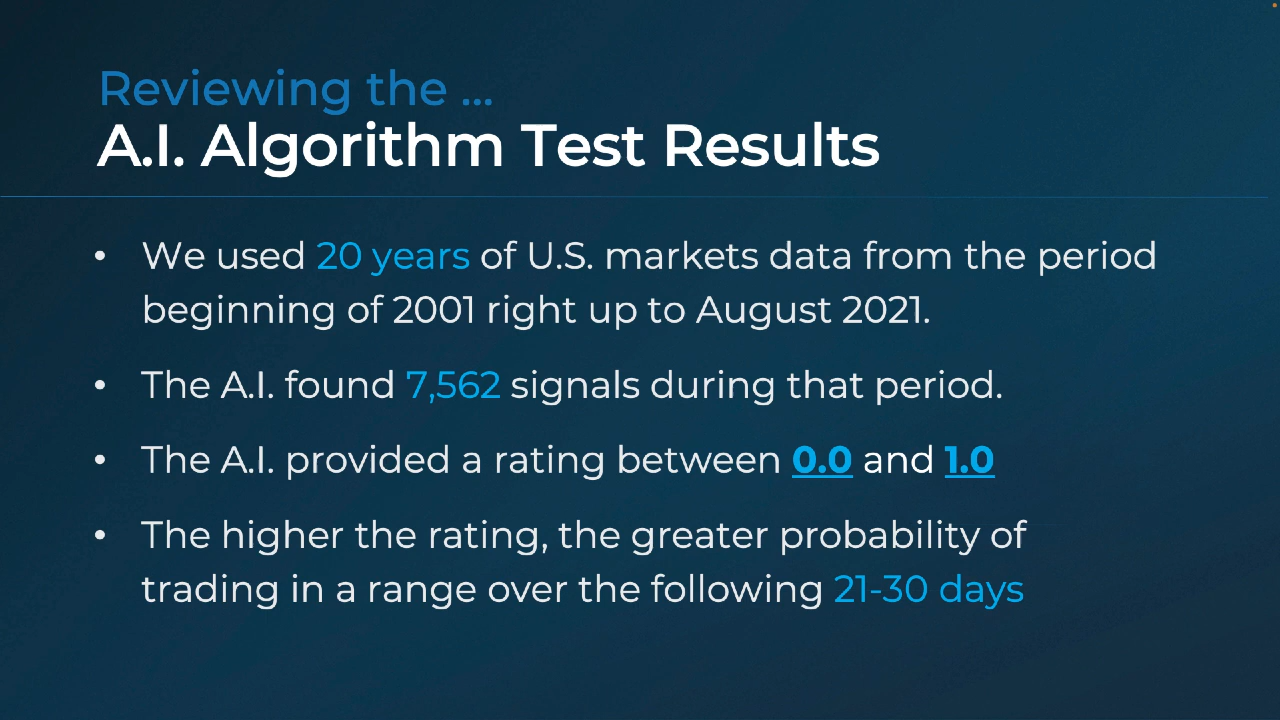 Reviewing the ...
A.I. Algorithm Test Results
• We used 20 years of U.S. markets data from the period
beginning of 2001 right up to August 2021.
• The A.I. found 7,562 signals during that period.
• The A.I. provided a rating between 0.0 and 1.0
• The higher the rating, the greater probability of
trading in a range over the following 21-30 days